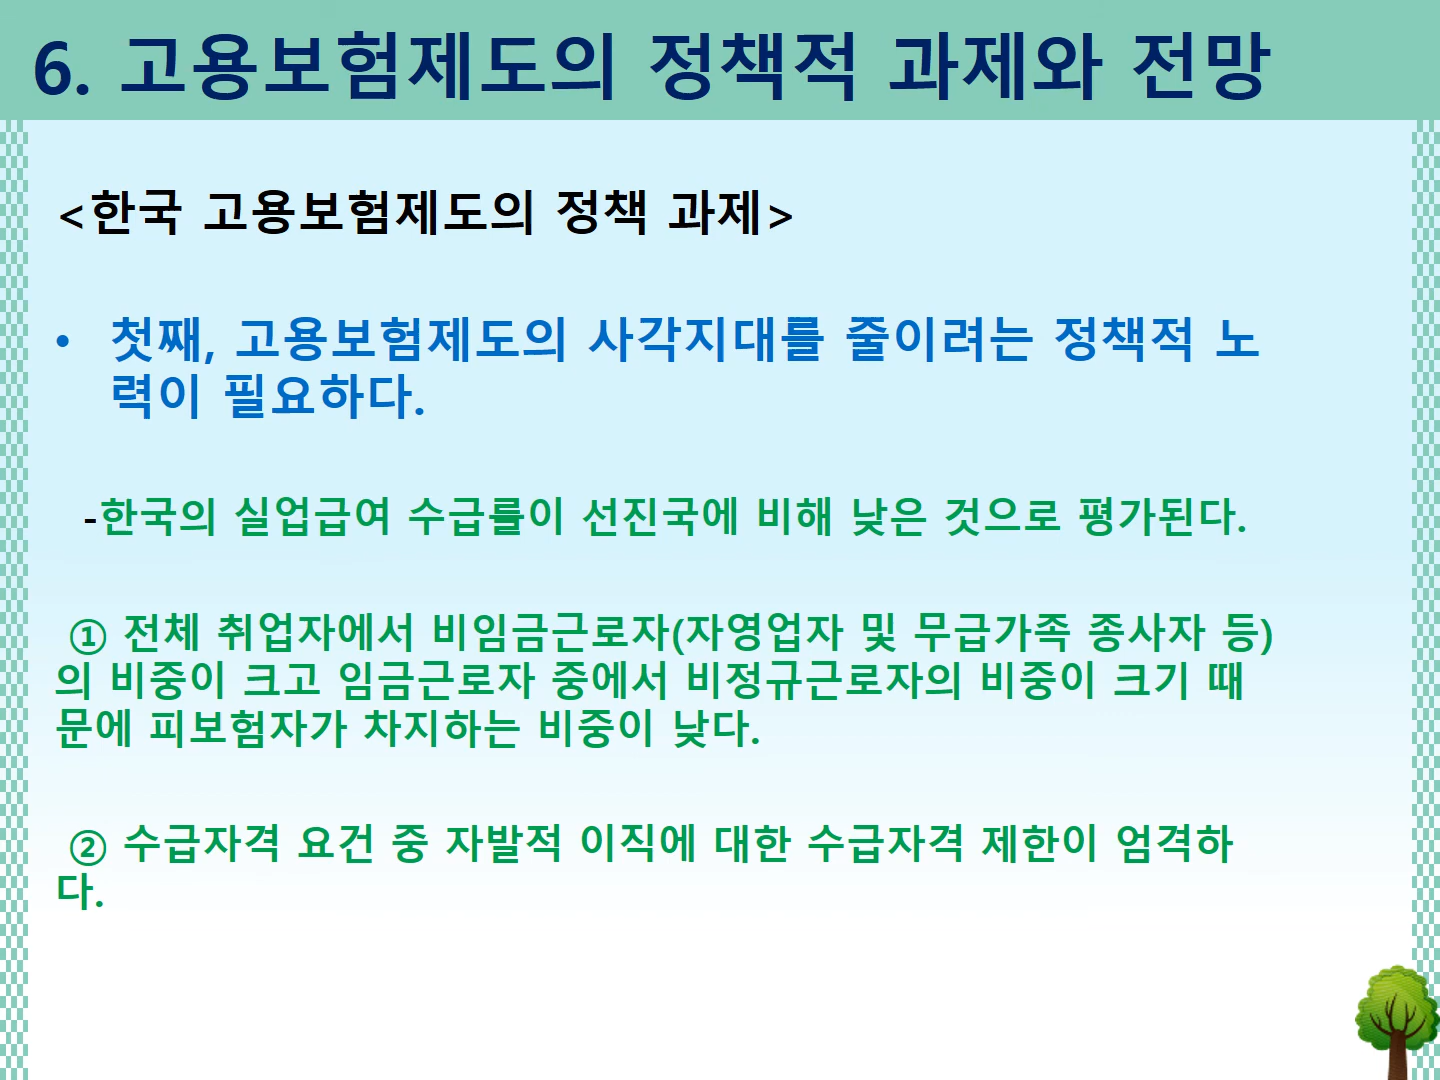 6. 고용보험제도의 정책적 과제와 전망
<한국 고용보험제도의 정책 과제>
• 첫째, 고용보험제도의 사각지대를 줄이려는 정책적 노
력이 필요하다.
-한국의 실업급여 수급률이 선진국에 비해 낮은 것으로 평가된다.
① 전체 취업자에서 비임금근로자(자영업자 및 무급가족 종사자 등)
의 비중이 크고 임금근로자 중에서 비정규근로자의 비중이 크기 때
문에 피보험자가 차지하는 비중이 낮다.
② 수급자격 요건 중 자발적 이직에 대한 수급자격 제한이 엄격하
다.